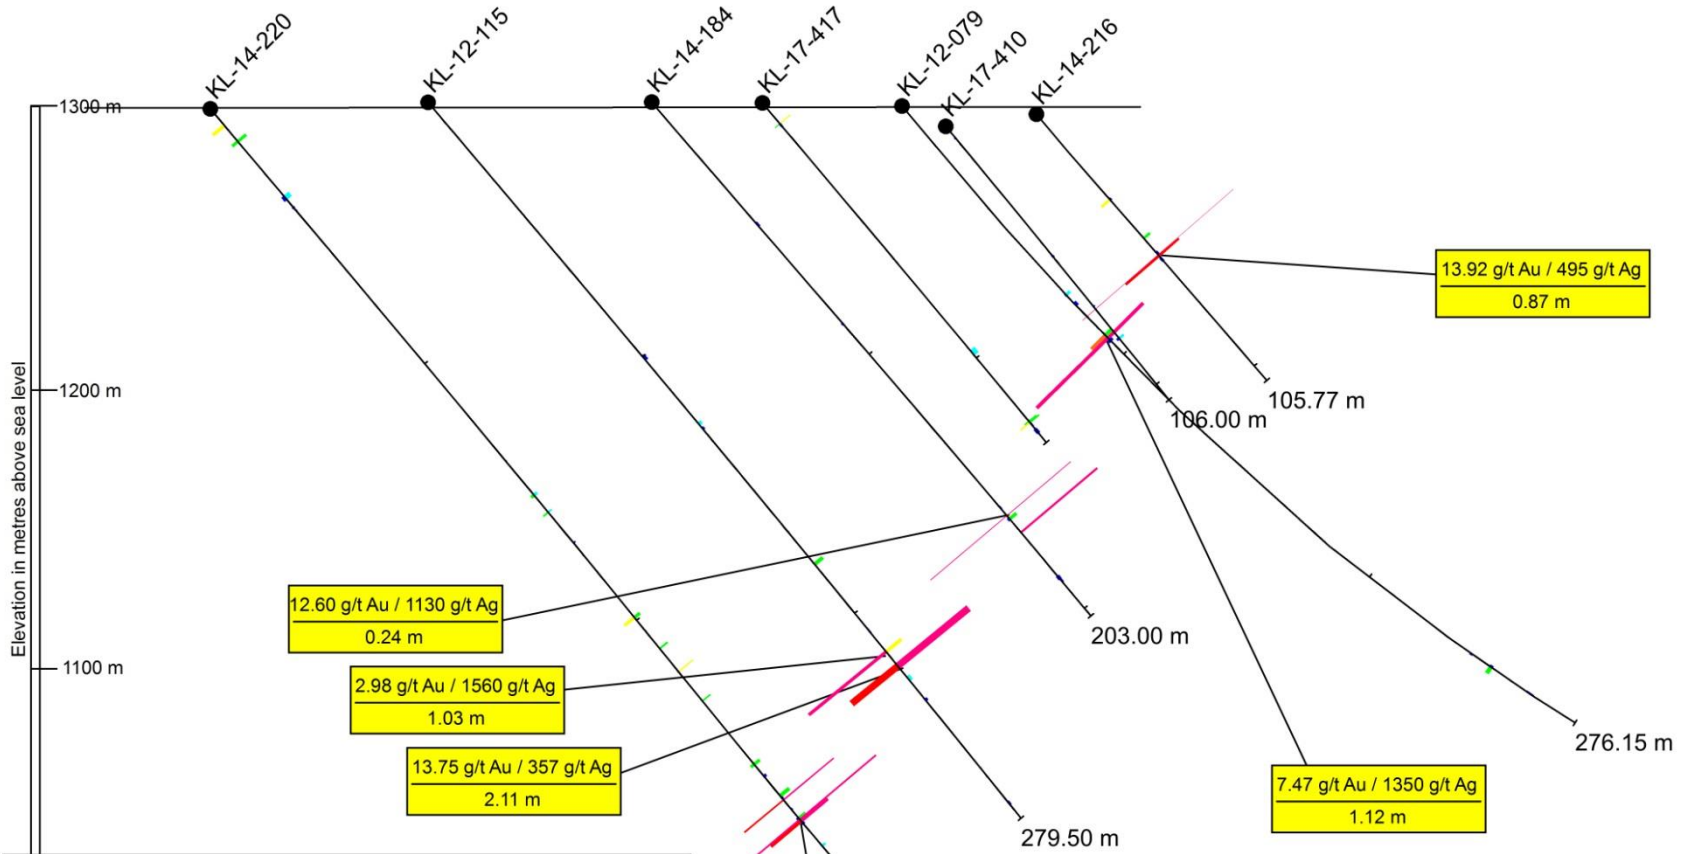 KL-14-220
KL-12-115
KL-14-184
KL-17-417
KL-12-079
KL-17-410
KL-14-216
1300 m
13.92 g/t Au / 495 g/t Ag
0.87 m
Elevation in metres above sea level
1200 m
105.77 m
106.00 m
12.60 g/t Au / 1130 g/t Ag
0.24 m
203.00 m
1100 m
2.98 g/t Au / 1560 g/t Ag
1.03 m
276.15 m
13.75 g/t Au / 357 g/t Ag
2.11 m
7.47 g/t Au / 1350 g/t Ag
1.12 m
279.50 m